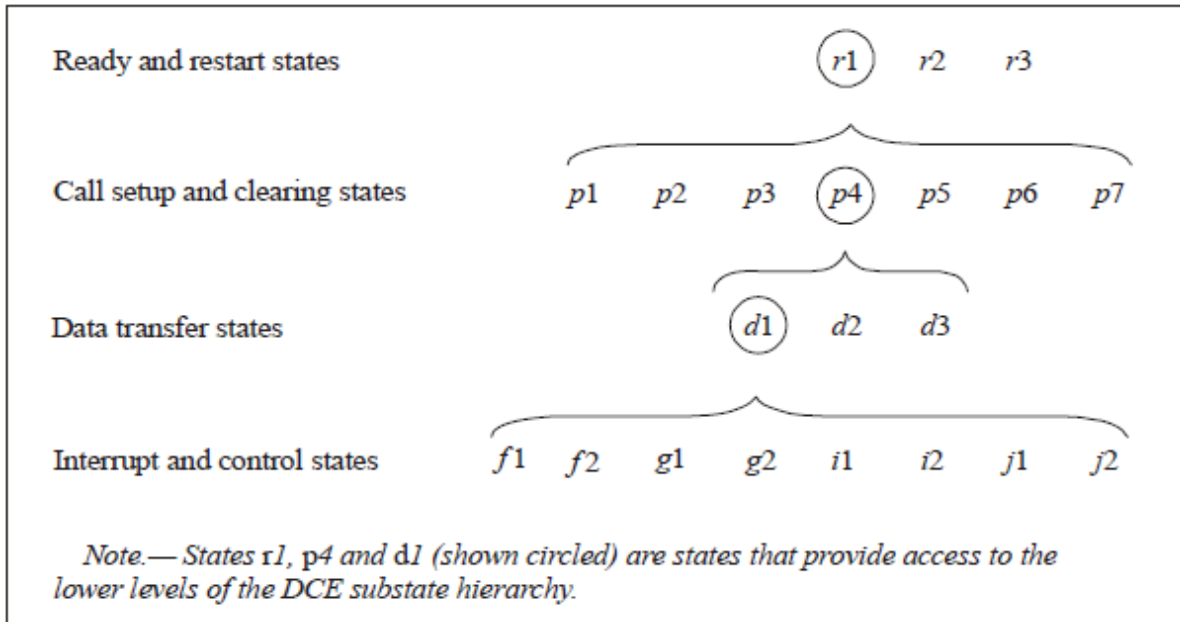 Ready and restart states r1 r2 r3
Call setup and clearing states p1 p2 p3 p4 p5 p6 p7
Data transfer states d1 d2 d3
Interrupt and control states f1 f2 g1 g2 i1 i2 j1 j2
Note.— States r1, p4 and d1 (shown circled) are states that provide access to the
lower levels of the DCE substate hierarchy.